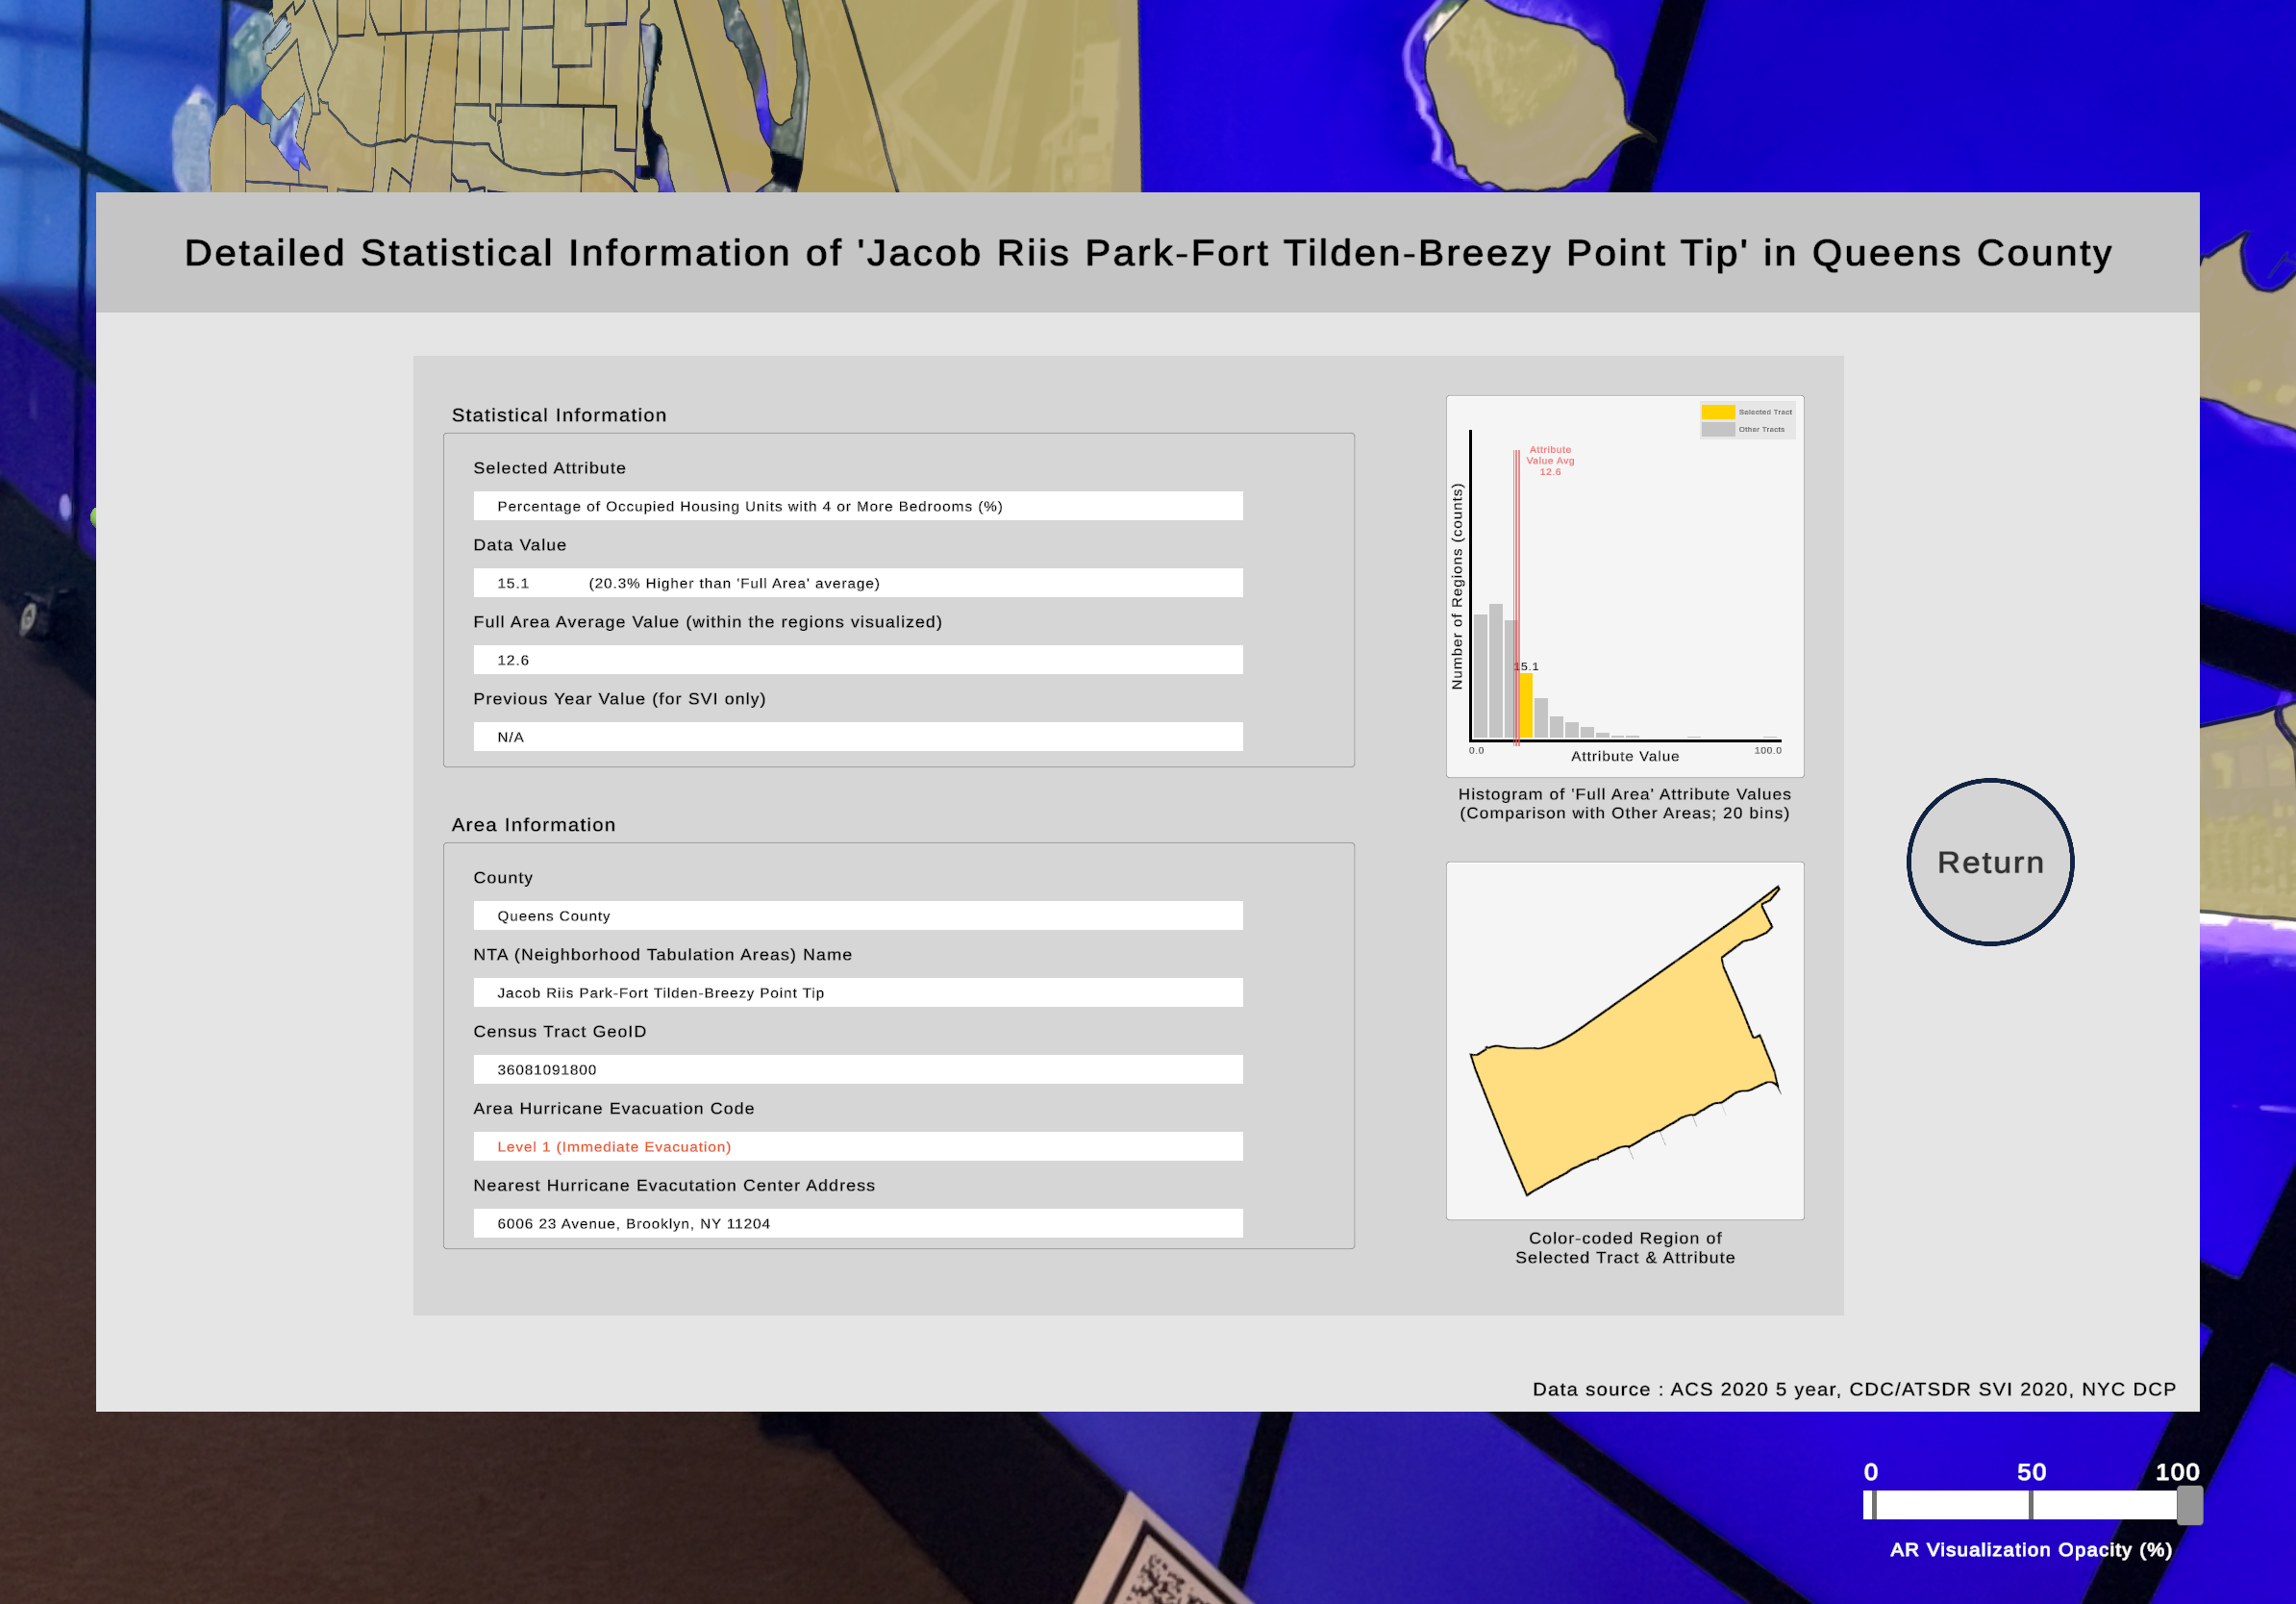 Detailed Statistical Information of 'Jacob Riis Park-Fort Tilden-Breezy Point Tip' in Queens County
Statistical Information
Selected Attribute
Percentage of Occupied Housing Units with 4 or More Bedrooms (%)
Data Value
15.1 (20.3% Higher than 'Full Area' average)
Full Area Average Value (within the regions visualized)
12.6
Previous Year Value (for SVI only)
N/A
Area Information
County
Queens County
NTA (Neighborhood Tabulation Areas) Name
Jacob Riis Park-Fort Tilden-Breezy Point Tip
Census Tract GeoID
36081091800
Area Hurricane Evacuation Code
Level 1 (Immediate Evacuation)
Nearest Hurricane Evacutation Center Address
6006 23 Avenue, Brooklyn, NY 11204
Selected Tract
Other Tracts
Attribute
Value Avg
12.6
Number of Regions (counts)
15.1
0.0
100.0
Attribute Value
Histogram of 'Full Area' Attribute Values
(Comparison with Other Areas; 20 bins)
Color-coded Region of
Selected Tract & Attribute
Return
Data source : ACS 2020 5 year, CDC/ATSDR SVI 2020, NYC DCP
0 50 100
AR Visualization Opacity (%)